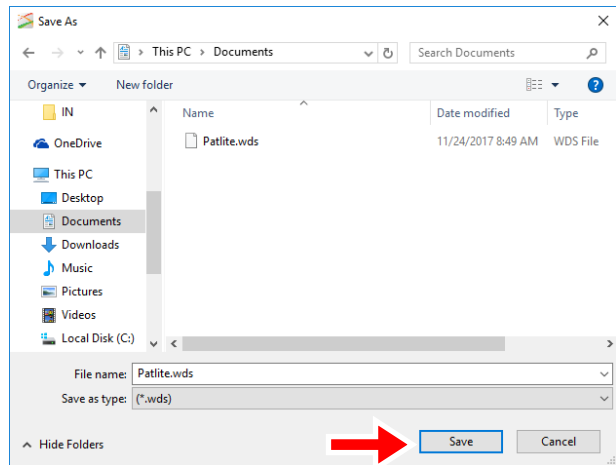 Save As
This PC > Documents
Search Documents
Organize
New folder
Name
Date modified
Type
IN
OneDrive
This PC
Desktop
Documents
Downloads
Music
Pictures
Videos
Local Disk (C:)
Patlite.wds
11/24/2017 8:49 AM
WDS File
File name: Patlite.wds
Save as type: (*.wds)
Hide Folders
Save
Cancel